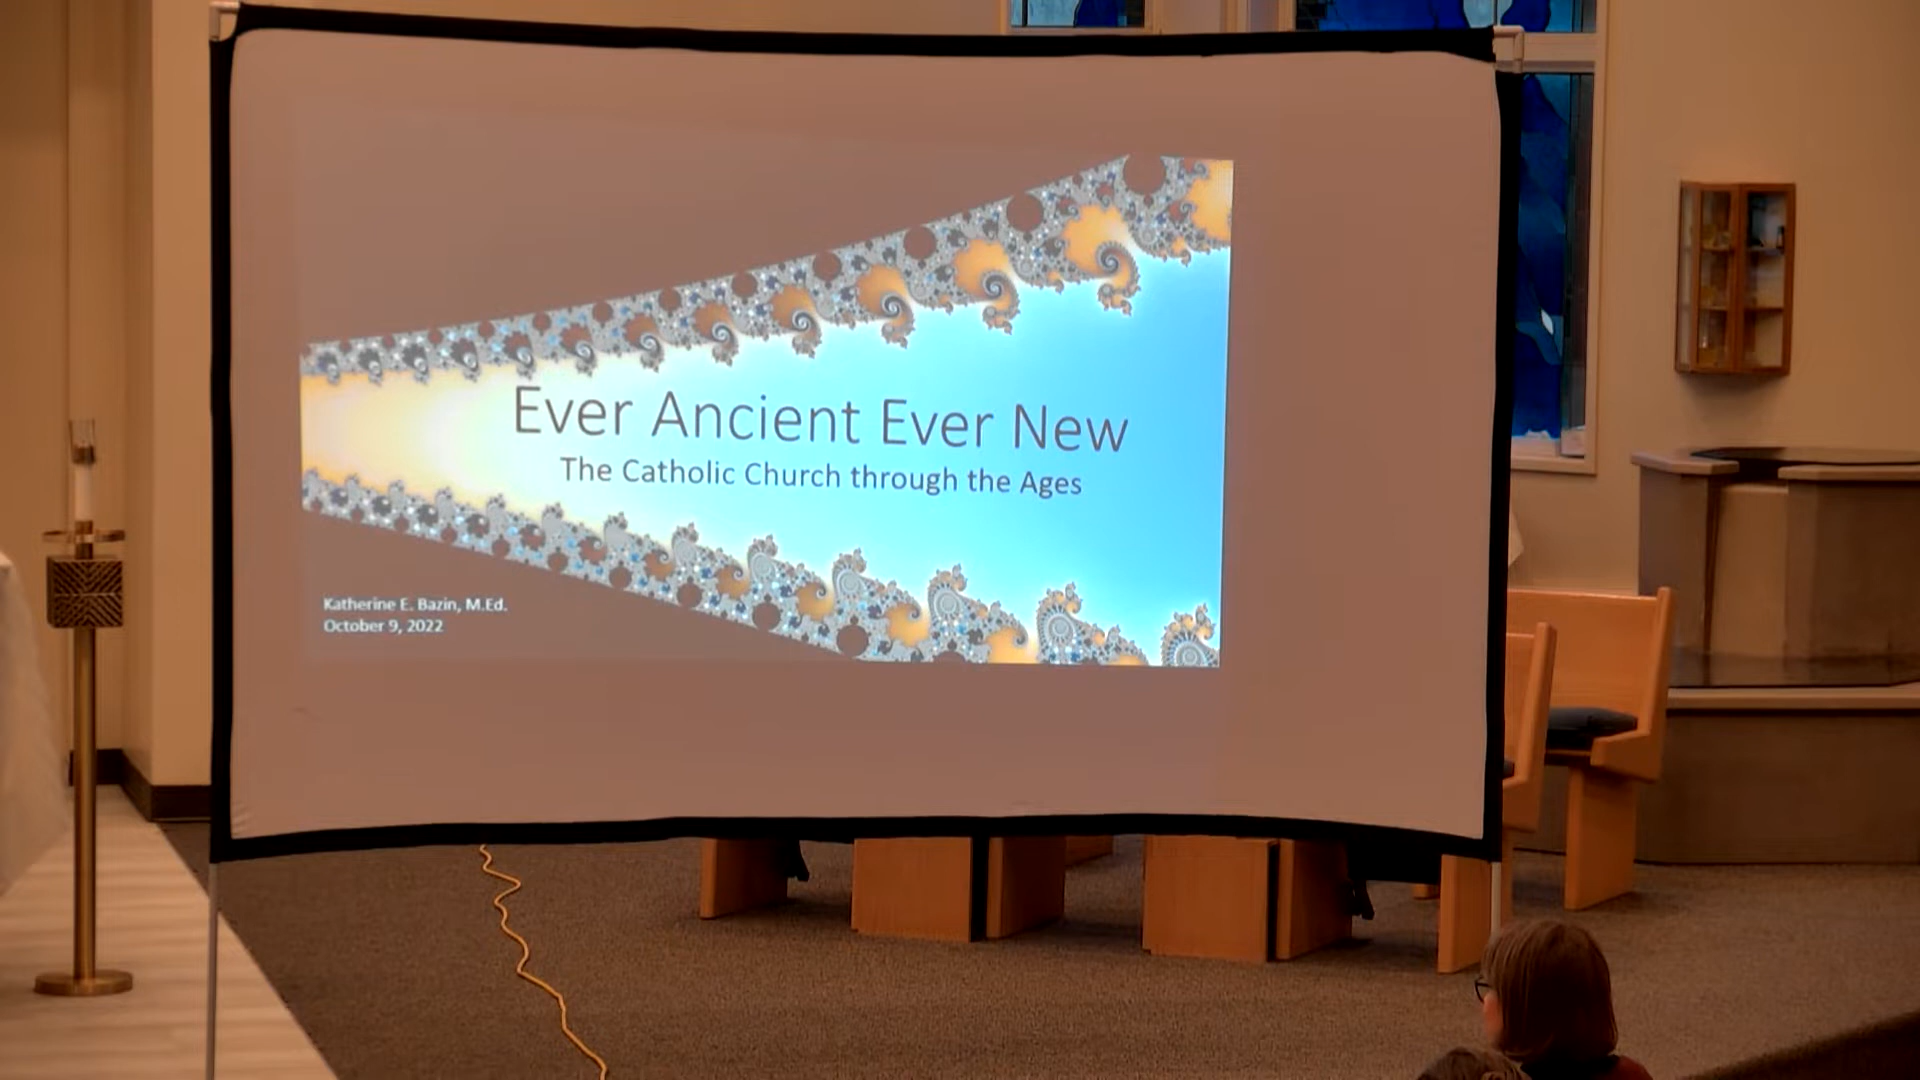 Ever Ancient Ever New
The Catholic Church through the Ages
Katherine E. Bazin, M.Ed.
October 9, 2022